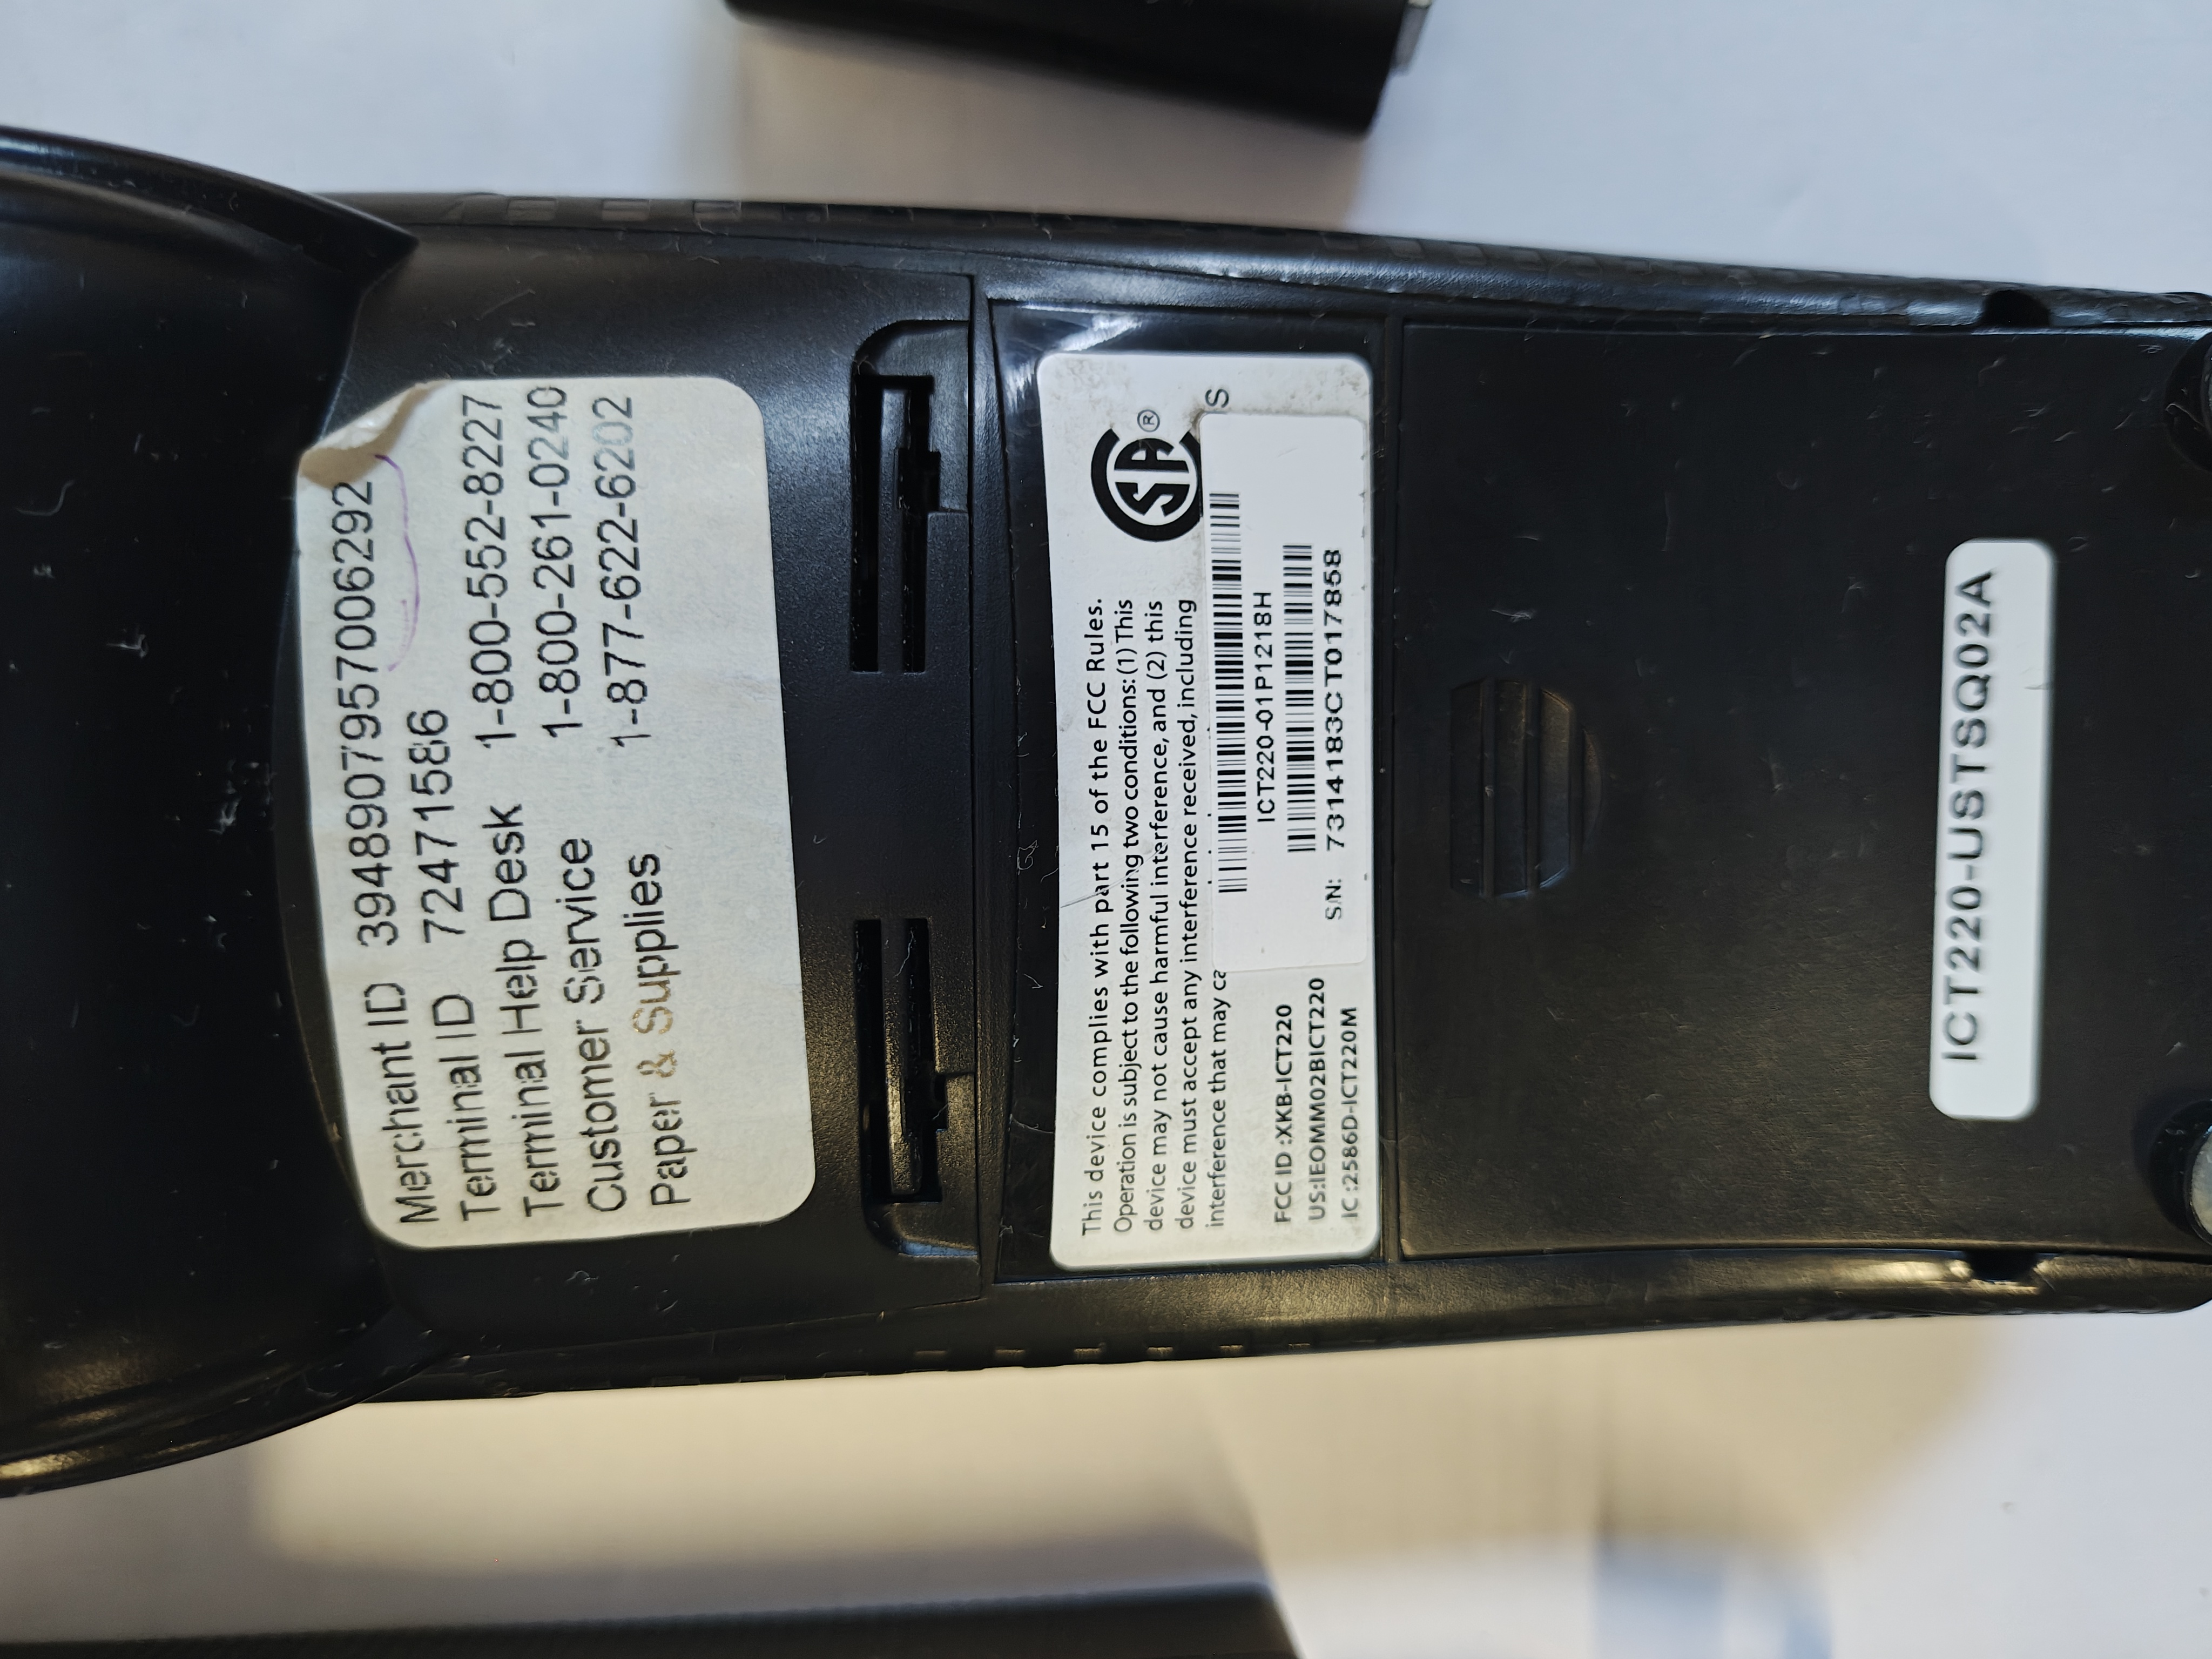 Merchant ID 3948907957006292
Terminal ID 72471586
Terminal Help Desk 1-800-552-8227
Customer Service 1-800-261-0240
Paper & Supplies 1-877-622-6202
This device complies with part 15 of the FCC Rules.
Operation is subject to the following two conditions: (1) This
device may not cause harmful interference, and (2) this
device must accept any interference received, including
interference that may ca
SA ®
S
ICT220-01P1218H
S/N: 7314183CT017858
FCC ID :XKB-ICT220
US:IEOMM02BICT220
IC :2586D-ICT220M
ICT220-USTSQ02A